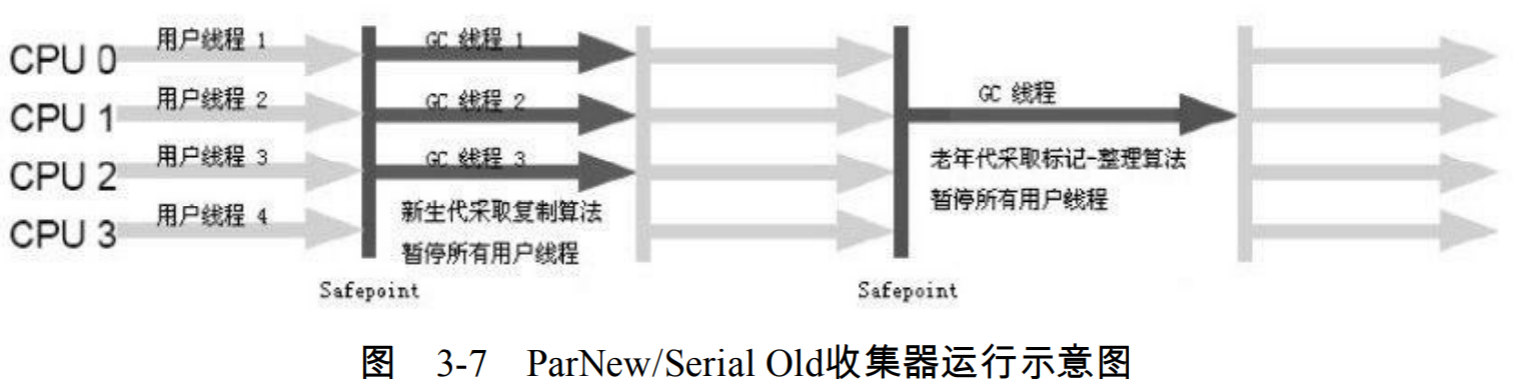 CPU 0
CPU 1
CPU 2
CPU 3
用户线程 1
用户线程 2
用户线程 3
用户线程 4
GC 线程 1
GC 线程 2
GC 线程 3
新生代采取复制算法
暂停所有用户线程
Safepoint
GC 线程
老年代采取标记-整理算法
暂停所有用户线程
Safepoint
图 3-7 ParNew/Serial Old收集器运行示意图